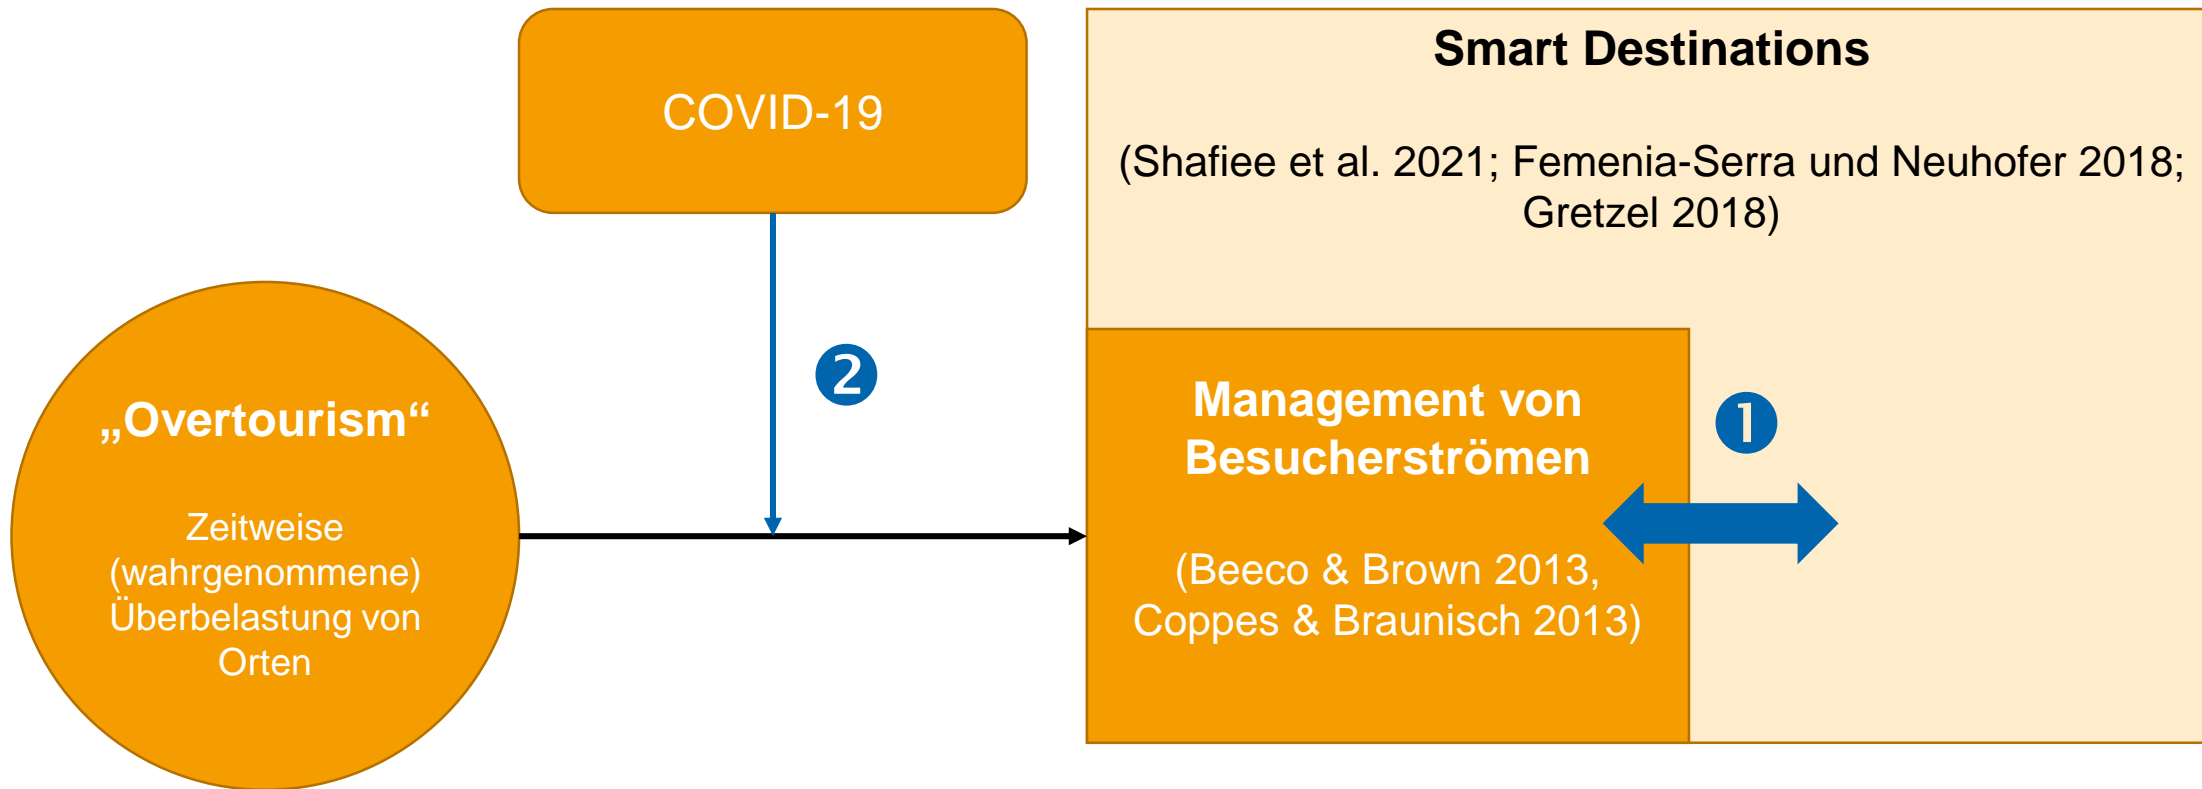 COVID-19
Smart Destinations
(Shafiee et al. 2021; Femenia-Serra und Neuhofer 2018;
Gretzel 2018)
„Overtourism“
Zeitweise
(wahrgenommene)
Überbelastung von
Orten
2
Management von
Besucherströmen
(Beeco & Brown 2013,
Coppes & Braunisch 2013)
1